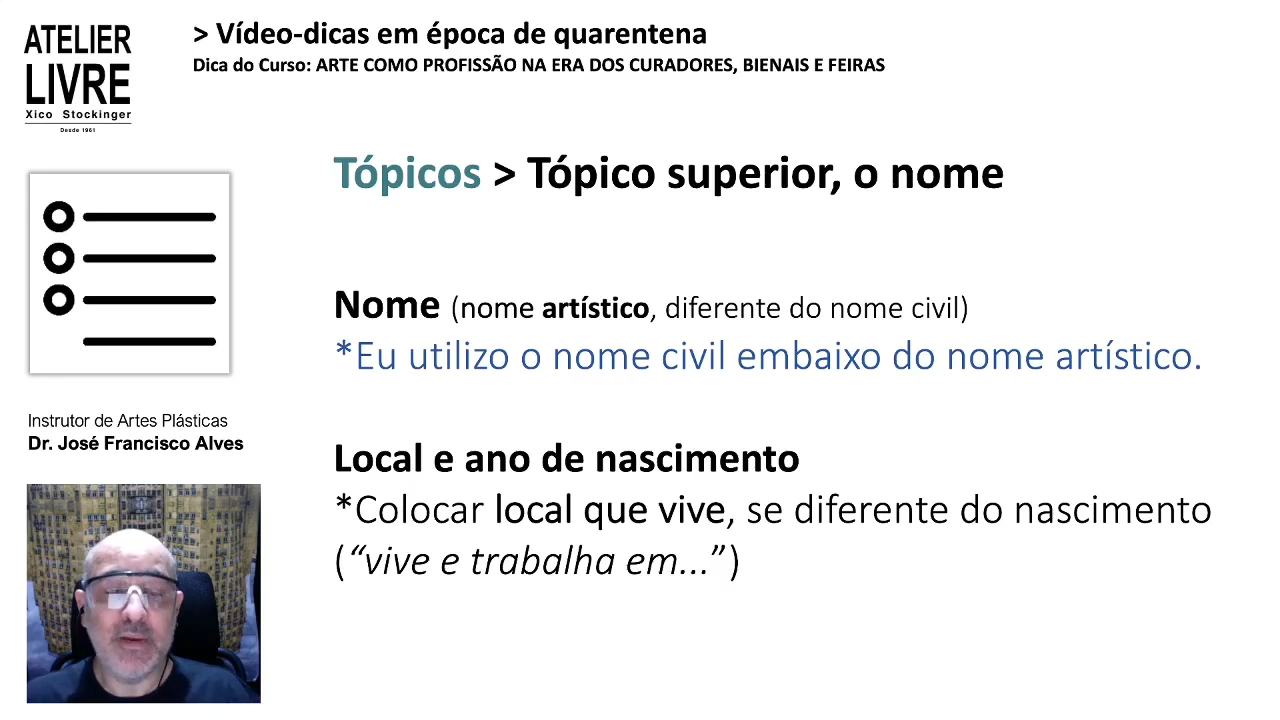 ATELIER
LIVRE
Xico Stockinger
Desde 1961
> Vídeo-dicas em época de quarentena
Dica do Curso: ARTE COMO PROFISSÃO NA ERA DOS CURADORES, BIENAIS E FEIRAS
Tópicos > Tópico superior, o nome
Nome (nome artístico, diferente do nome civil)
*Eu utilizo o nome civil embaixo do nome artístico.
Local e ano de nascimento
*Colocar local que vive, se diferente do nascimento
(“vive e trabalha em...”)
Instrutor de Artes Plásticas
Dr. José Francisco Alves